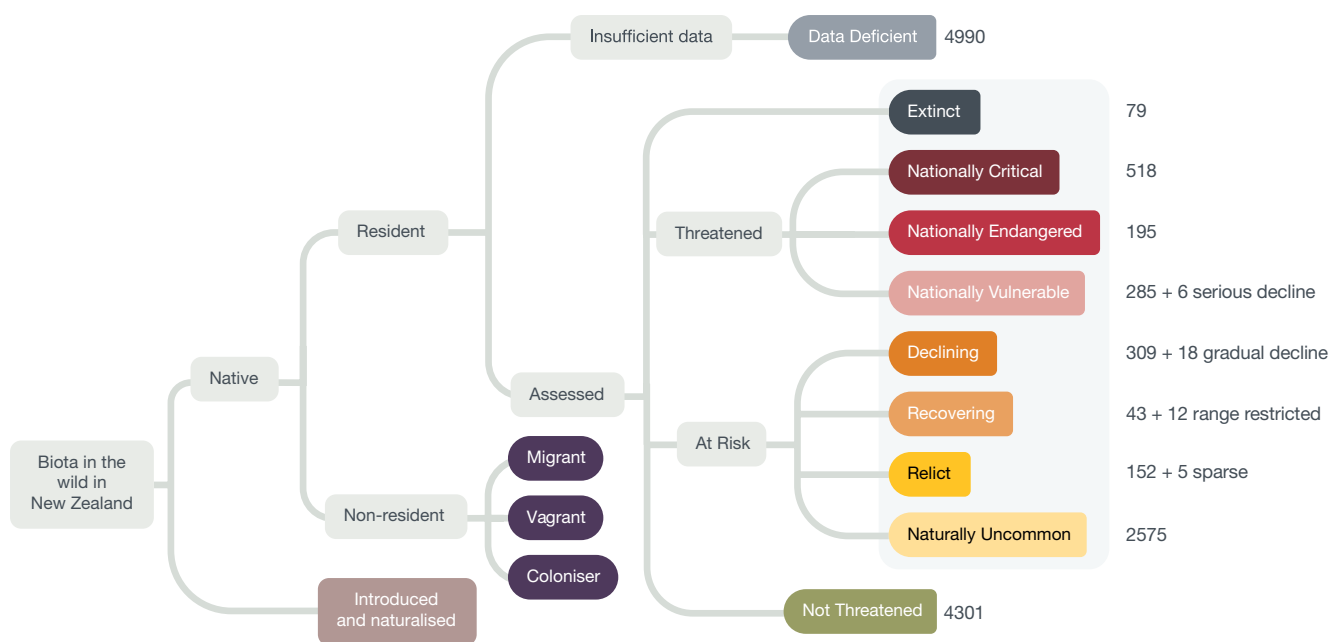 Insufficient data
Data Deficient
4990
Extinct
79
Nationally Critical
518
Resident
Threatened
Nationally Endangered
195
Nationally Vulnerable
285 + 6 serious decline
Declining
309 + 18 gradual decline
Native
Assessed
Recovering
43 + 12 range restricted
At Risk
Biota in the
wild in
New Zealand
Migrant
Relict
152 + 5 sparse
Non-resident
Vagrant
Naturally Uncommon
2575
Coloniser
Introduced
and naturalised
Not Threatened
4301